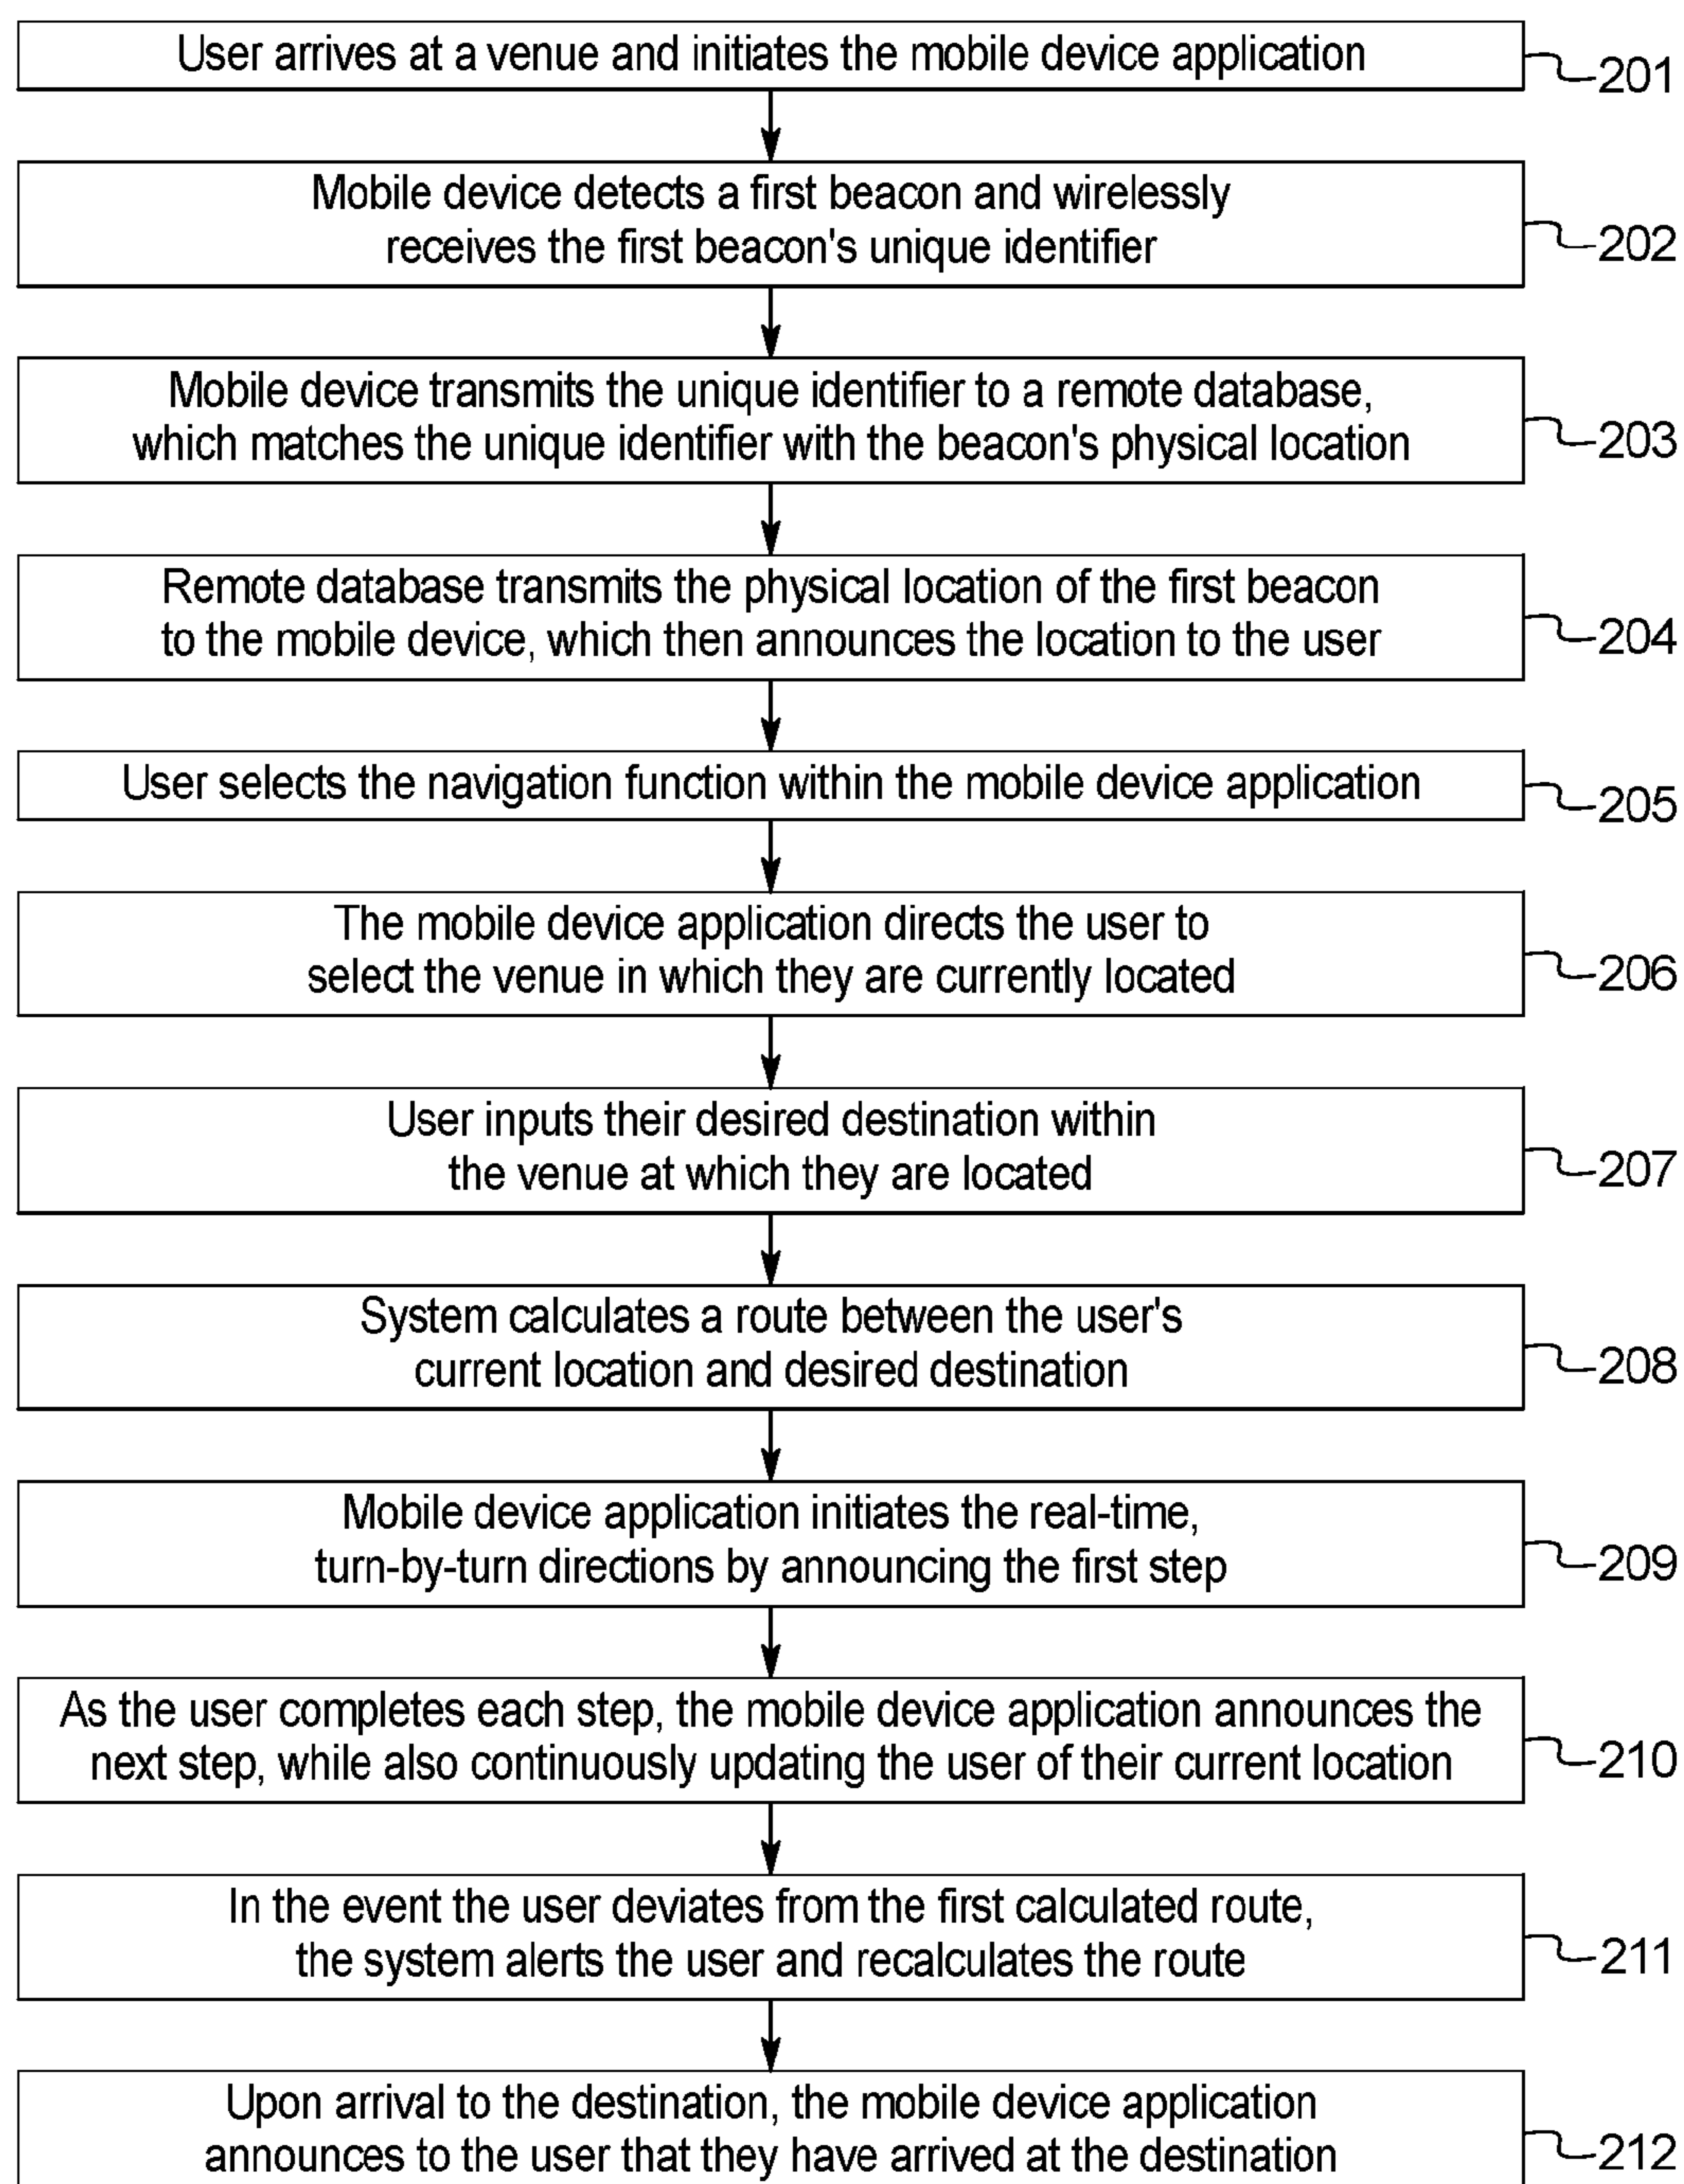 User arrives at a venue and initiates the mobile device application
201
Mobile device detects a first beacon and wirelessly
receives the first beacon's unique identifier
202
Mobile device transmits the unique identifier to a remote database,
which matches the unique identifier with the beacon's physical location
203
Remote database transmits the physical location of the first beacon
to the mobile device, which then announces the location to the user
204
User selects the navigation function within the mobile device application
205
The mobile device application directs the user to
select the venue in which they are currently located
206
User inputs their desired destination within
the venue at which they are located
207
System calculates a route between the user's
current location and desired destination
208
Mobile device application initiates the real-time,
turn-by-turn directions by announcing the first step
209
As the user completes each step, the mobile device application announces the
next step, while also continuously updating the user of their current location
210
In the event the user deviates from the first calculated route,
the system alerts the user and recalculates the route
211
Upon arrival to the destination, the mobile device application
announces to the user that they have arrived at the destination
212